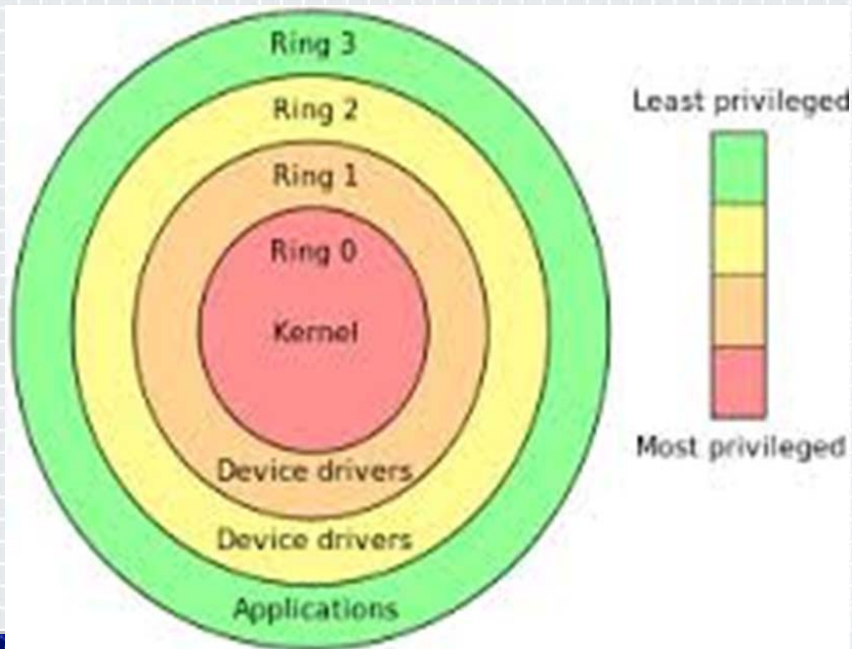 Ring 3
Ring 2
Ring 1
Ring 0
Kernel
Device drivers
Device drivers
Applications
Least privileged
Most privileged